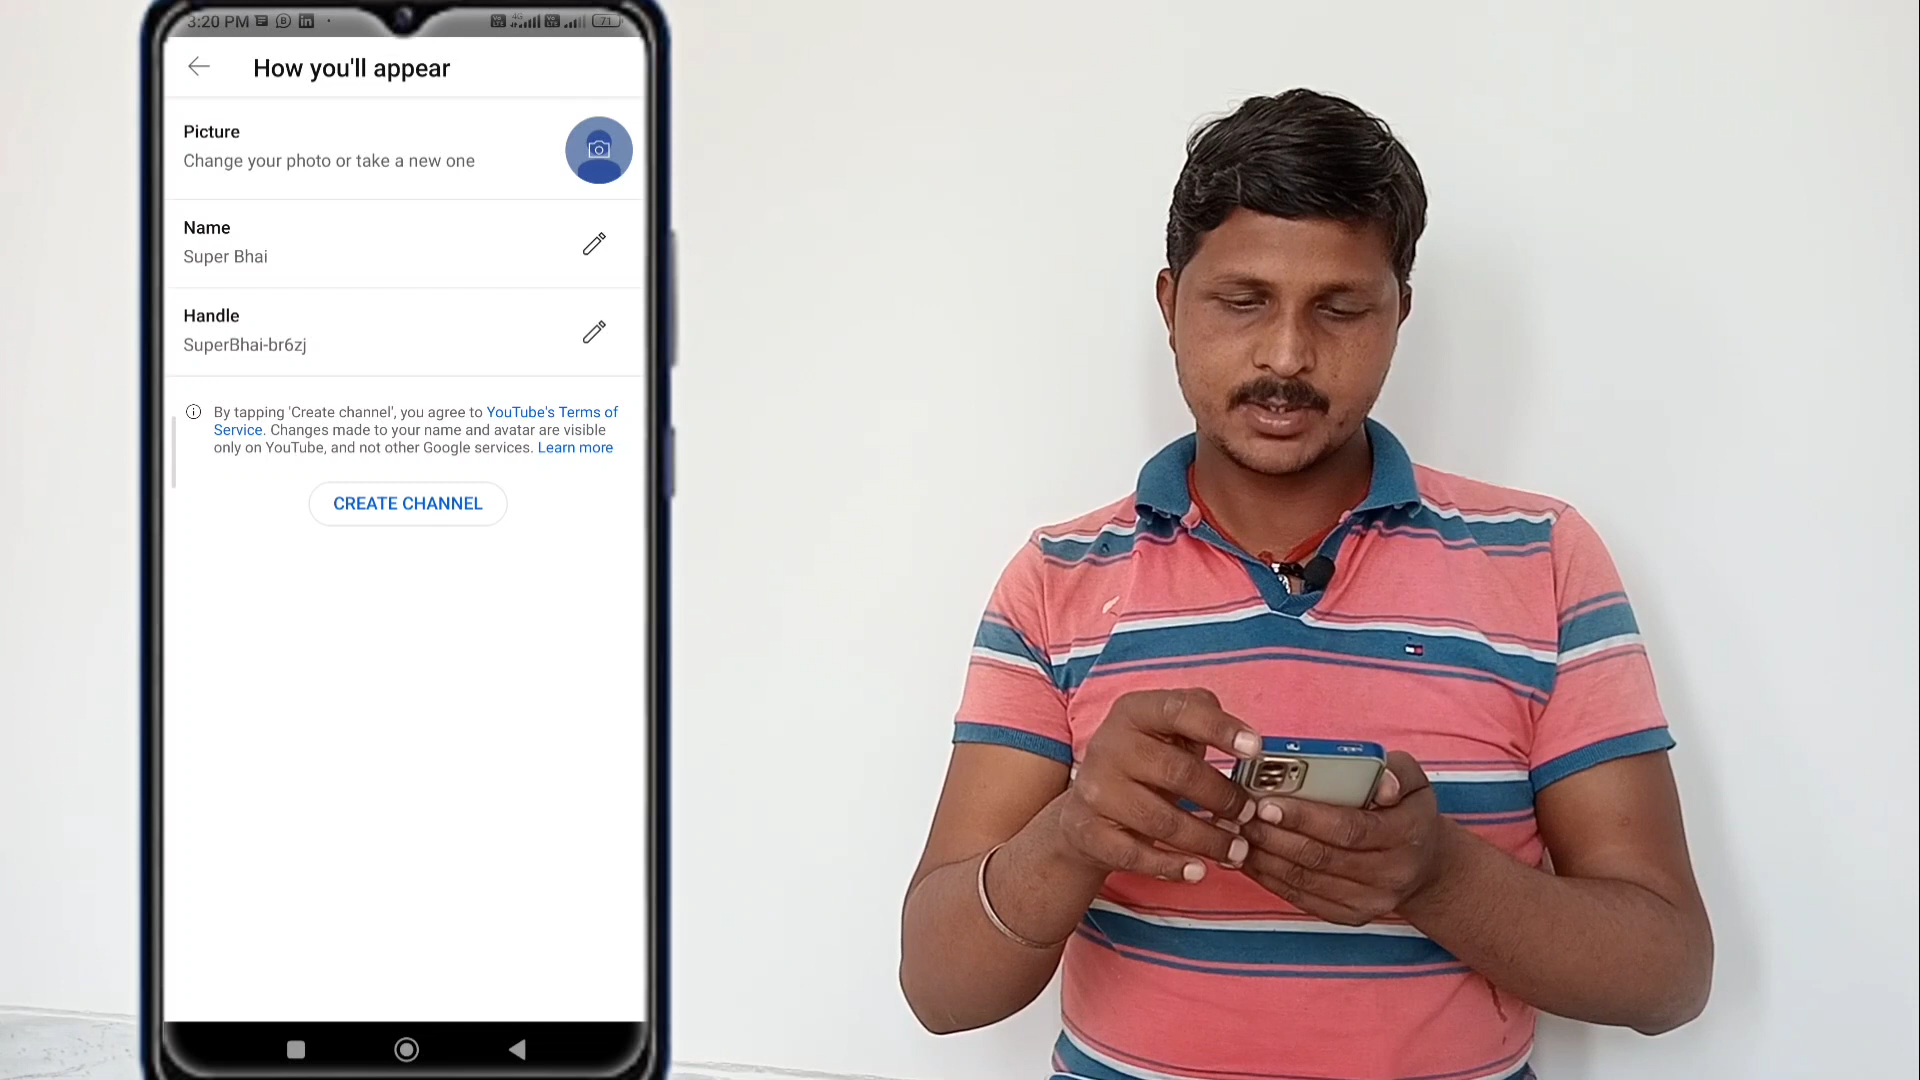 3:20 PM
71
How you'll appear
Picture
Change your photo or take a new one
Name
Super Bhai
Handle
SuperBhai-br6zj
By tapping 'Create channel', you agree to YouTube's Terms of
Service. Changes made to your name and avatar are visible
only on YouTube, and not other Google services. Learn more
CREATE CHANNEL